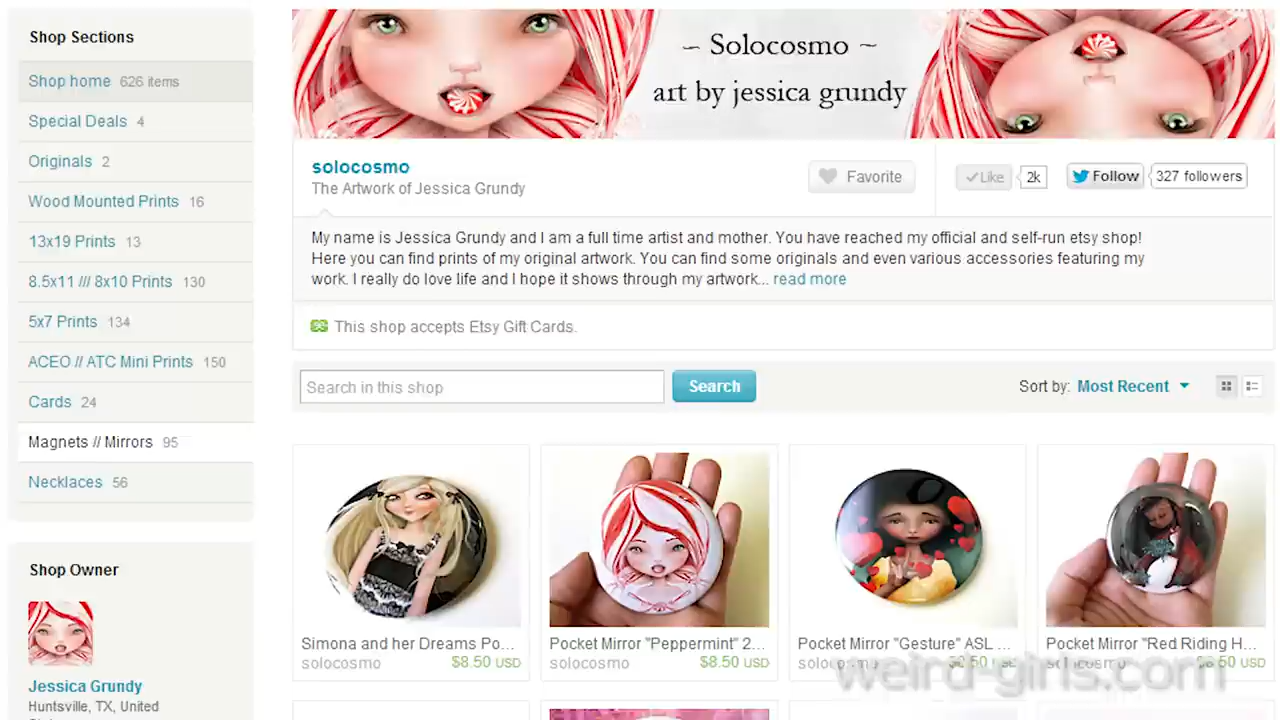 Shop Sections
Shop home 626 items
Special Deals 4
Originals 2
Wood Mounted Prints 16
13x19 Prints 13
8.5x11 /// 8x10 Prints 130
5x7 Prints 134
ACEO // ATC Mini Prints 150
Cards 24
Magnets // Mirrors 95
Necklaces 56
Shop Owner
Jessica Grundy
Huntsville, TX, United
~ Solocosmo ~
art by jessica grundy
solocosmo
The Artwork of Jessica Grundy
Favorite
Like 2k
Follow 327 followers
My name is Jessica Grundy and I am a full time artist and mother. You have reached my official and self-run etsy shop!
Here you can find prints of my original artwork. You can find some originals and even various accessories featuring my
work. I really do love life and I hope it shows through my artwork... read more
This shop accepts Etsy Gift Cards.
Search in this shop
Search
Sort by: Most Recent
Simona and her Dreams Po...
solocosmo $8.50 USD
Pocket Mirror "Peppermint" 2...
solocosmo $8.50 USD
Pocket Mirror "Gesture" ASL ...
solocosmo $8.50 USD
Pocket Mirror "Red Riding H...
solocosmo $8.50 USD
weird-girls.com